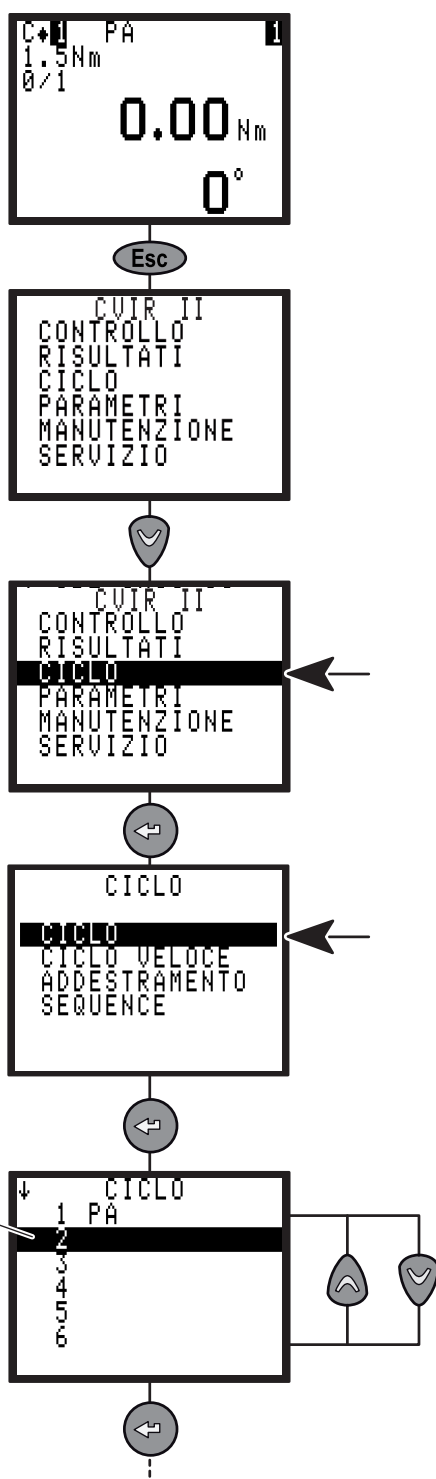 C♦1 PA 1
1.5Nm
0/1
0.00 Nm
0°
Esc
CVIR II
CONTROLLO
RISULTATI
CICLO
PARAMETRI
MANUTENZIONE
SERVIZIO
CVIR II
CONTROLLO
RISULTATI
CICLO
PARAMETRI
MANUTENZIONE
SERVIZIO
CICLO
CICLO
CICLO VELOCE
ADDESTRAMENTO
SEQUENCE
↓ CICLO
1 PA
2
3
4
5
6